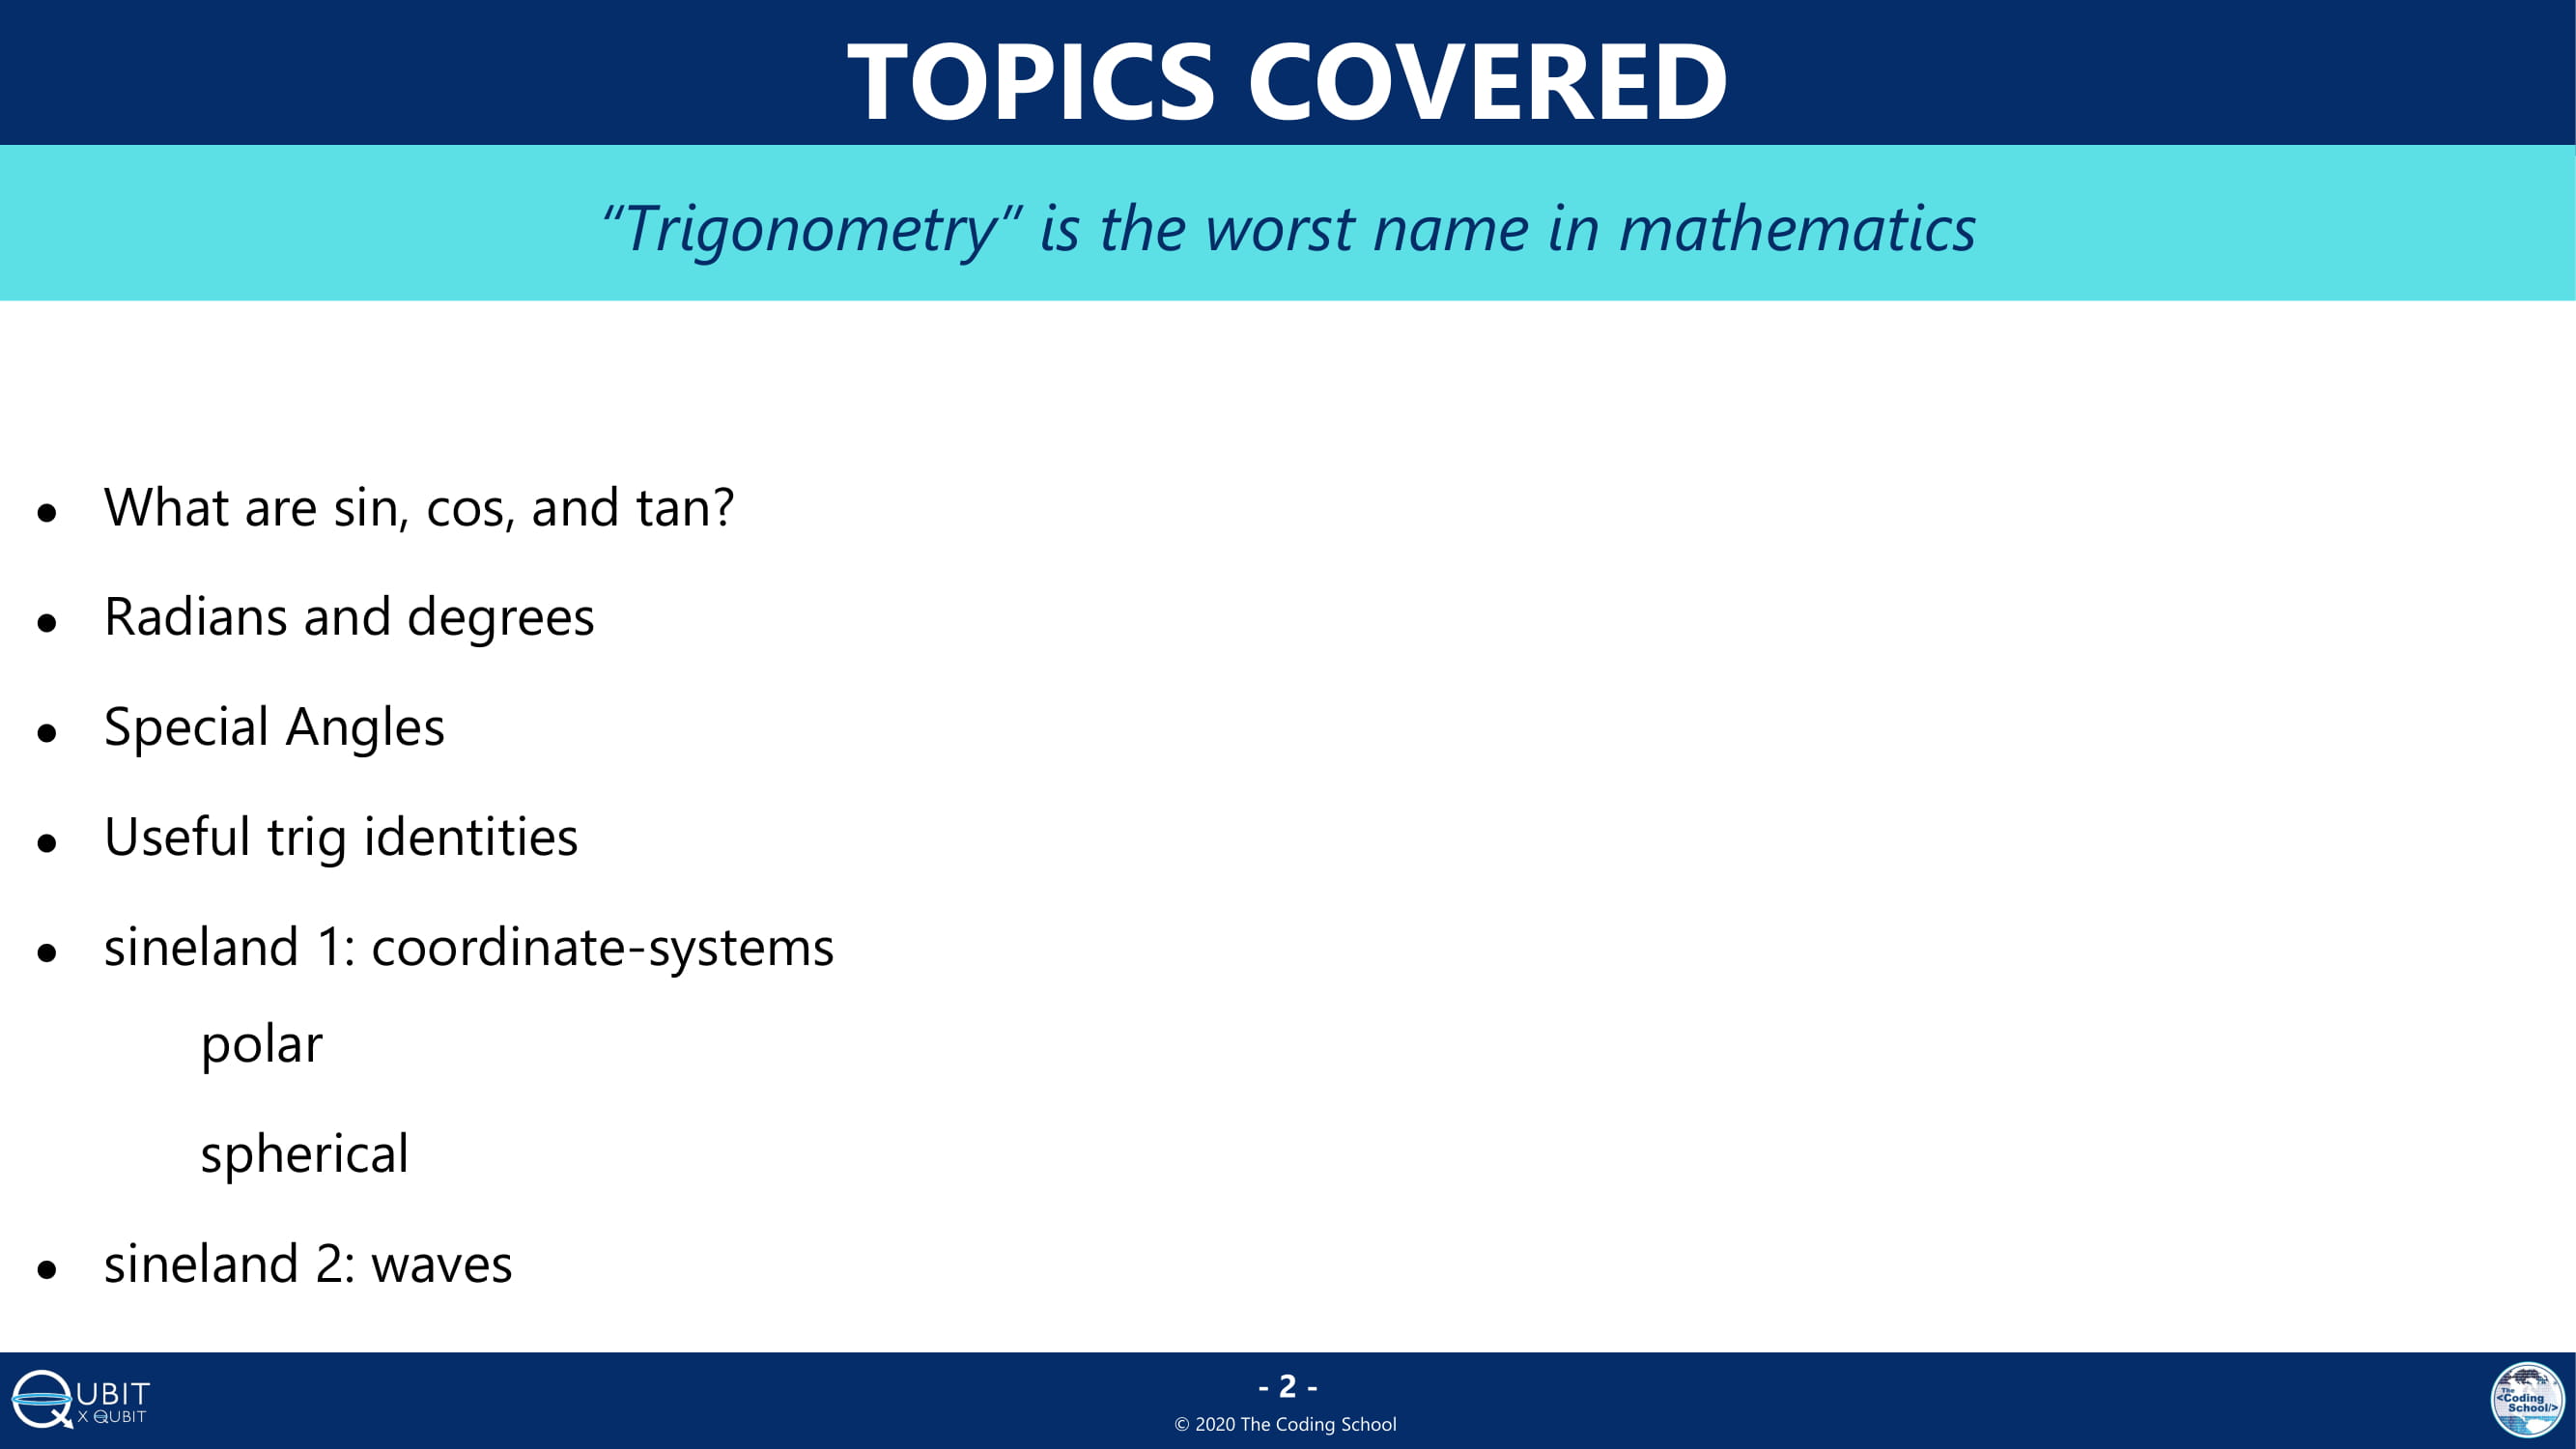 TOPICS COVERED
“Trigonometry” is the worst name in mathematics
● What are sin, cos, and tan?
● Radians and degrees
● Special Angles
● Useful trig identities
● sineland 1: coordinate-systems
polar
spherical
● sineland 2: waves
QUBIT
X QUBIT
- 2 -
© 2020 The Coding School
The
<Coding
School/>